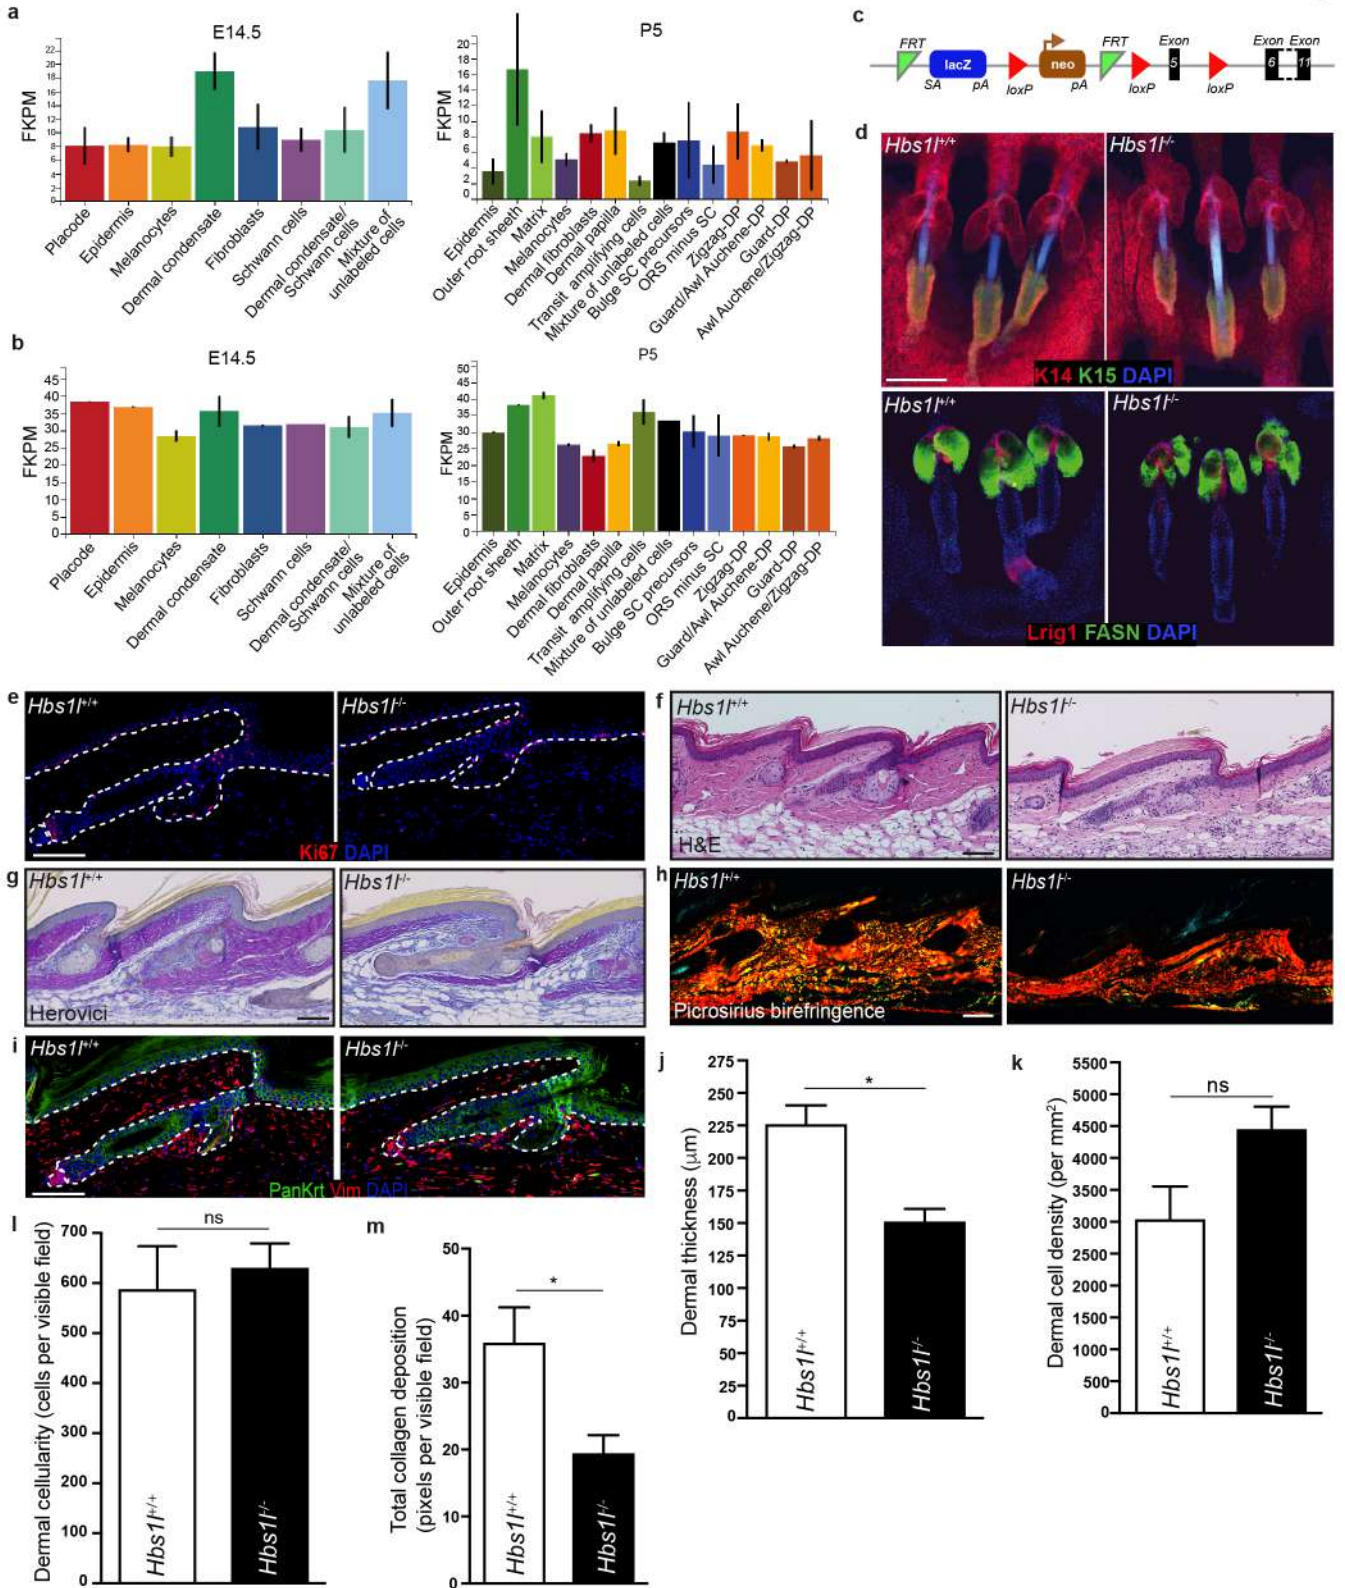 a
E14.5
FKPM
22
20
18
16
14
12
10
8
6
4
2
0
Placode
Epidermis
Melanocytes
Dermal condensate
Fibroblasts
Schwann cells
Dermal condensate/
Schwann cells
Mixture of
unlabeled cells
P5
FKPM
20
18
16
14
12
10
8
6
4
2
0
Epidermis
Outer root sheeth
Matrix
Melanocytes
Dermal fibroblasts
Dermal papilla
Transit amplifying cells
Mixture of unlabeled cells
Bulge SC precursors
ORS minus SC
Zigzag-DP
Guard/Awl Auchene-DP
Guard-DP
Awl Auchene/Zigzag-DP
b
E14.5
FKPM
45
40
35
30
25
20
15
10
5
0
Placode
Epidermis
Melanocytes
Dermal condensate
Fibroblasts
Schwann cells
Dermal condensate/
Schwann cells
Mixture of
unlabeled cells
P5
FKPM
50
45
40
35
30
25
20
15
10
5
0
Epidermis
Outer root sheeth
Matrix
Melanocytes
Dermal fibroblasts
Dermal papilla
Transit amplifying cells
Mixture of unlabeled cells
Bulge SC precursors
ORS minus SC
Zigzag-DP
Guard/Awl Auchene-DP
Guard-DP
Awl Auchene/Zigzag-DP
c
FRT
lacZ
SA pA
loxP
neo
pA
FRT
loxP
Exon
5
loxP
Exon Exon
6 11
d
Hbs1l+/+
Hbs1l-/-
K14 K15 DAPI
Hbs1l+/+
Hbs1l-/-
Lrig1 FASN DAPI
e
Hbs1l+/+
Hbs1l-/-
Ki67 DAPI
f
Hbs1l+/+
Hbs1l-/-
H&E
g
Hbs1l+/+
Hbs1l-/-
Herovici
h
Hbs1l+/+
Hbs1l-/-
Picrosirius birefringence
i
Hbs1l+/+
Hbs1l-/-
PanKrt Vim DAPI
j
Dermal thickness (μm)
275
250
225
200
175
150
125
100
75
50
25
0
*
Hbs1l+/+
Hbs1l-/-
k
Dermal cell density (per mm²)
5500
5000
4500
4000
3500
3000
2500
2000
1500
1000
500
0
ns
Hbs1l+/+
Hbs1l-/-
l
Dermal cellularity (cells per visible field)
700
600
500
400
300
200
100
0
ns
Hbs1l+/+
Hbs1l-/-
m
Total collagen deposition
(pixels per visible field)
50
40
30
20
10
0
*
Hbs1l+/+
Hbs1l-/-